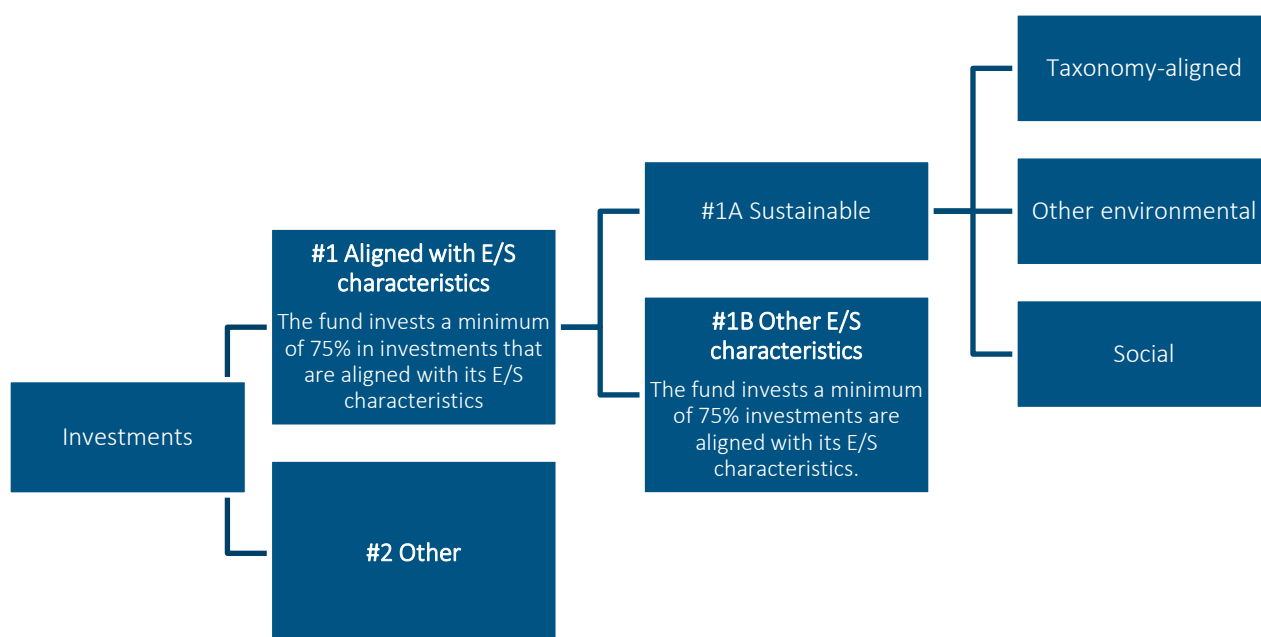 Investments
#1 Aligned with E/S
characteristics
The fund invests a minimum
of 75% in investments that
are aligned with its E/S
characteristics
#2 Other
#1A Sustainable
#1B Other E/S
characteristics
The fund invests a minimum
of 75% investments are
aligned with its E/S
characteristics.
Taxonomy-aligned
Other environmental
Social